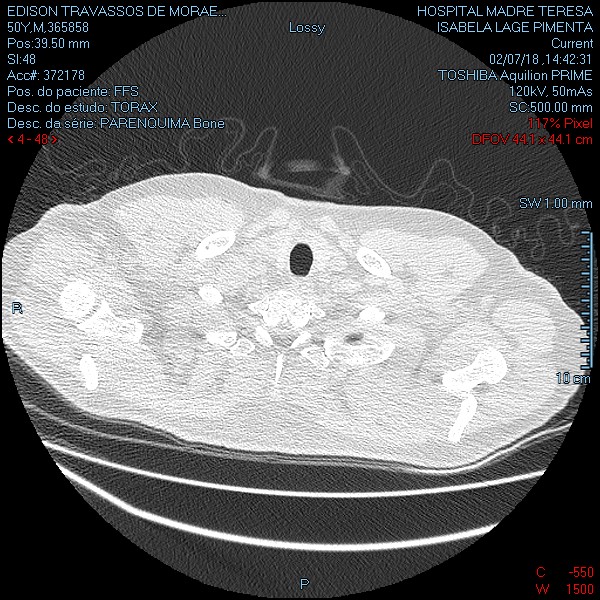 EDISON TRAVASSOS DE MORAE...
50Y,M,365858
Pos:39.50 mm
SI:48
Acc#: 372178
Pos. do paciente: FFS
Desc. do estudo: TORAX
Desc. da série: PARENQUIMA Bone
< 4 - 48 >
Lossy
HOSPITAL MADRE TERESA
ISABELA LAGE PIMENTA
Current
02/07/18 ,14:42:31
TOSHIBA Aquilion PRIME
120kV, 50mAs
SC:500.00 mm
117% Pixel
DFOV 44.1 x 44.1 cm
SW 1.00 mm
R
10 cm
P
C -550
W 1500